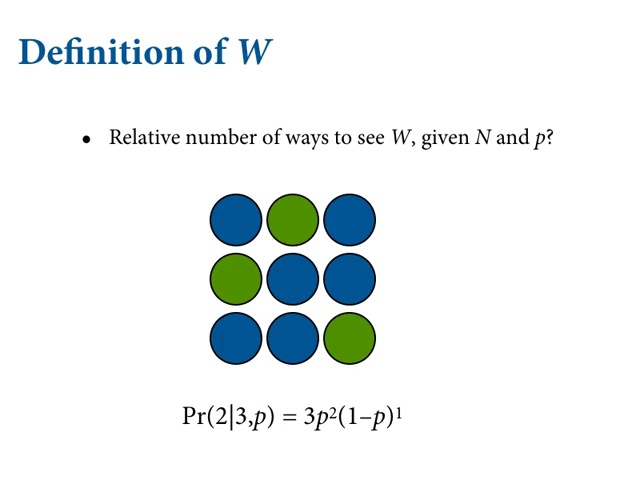 Definition of W
• Relative number of ways to see W, given N and p?
Pr(2|3,p) = 3p²(1–p)¹